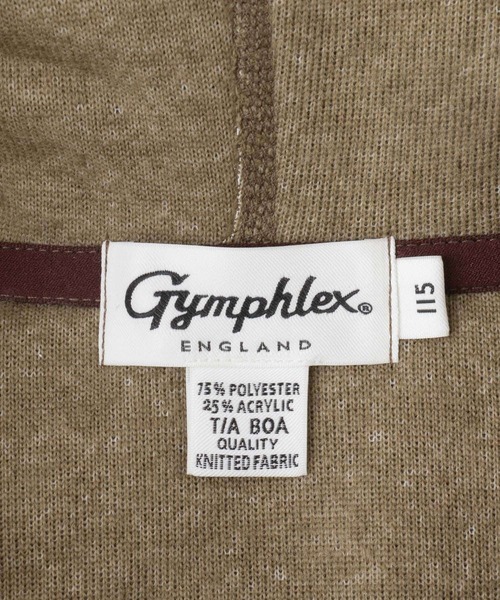 Gymphlex®
ENGLAND
115
75% POLYESTER
25% ACRYLIC
T/A BOA
QUALITY
KNITTED FABRIC